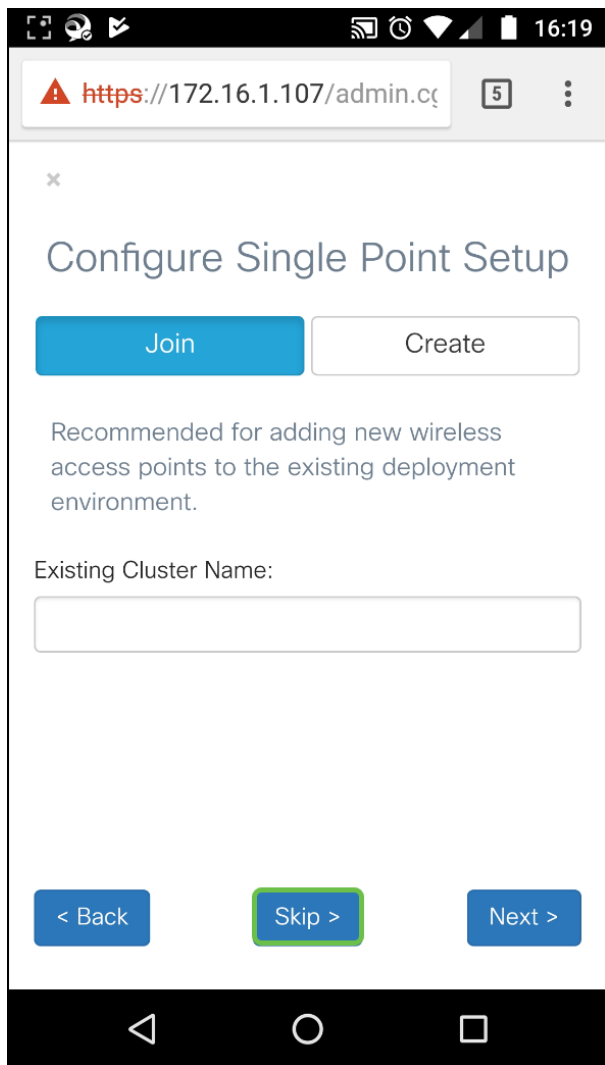 16:19
https://172.16.1.107/admin.cg
5
×
Configure Single Point Setup
Join
Create
Recommended for adding new wireless
access points to the existing deployment
environment.
Existing Cluster Name:
< Back
Skip >
Next >